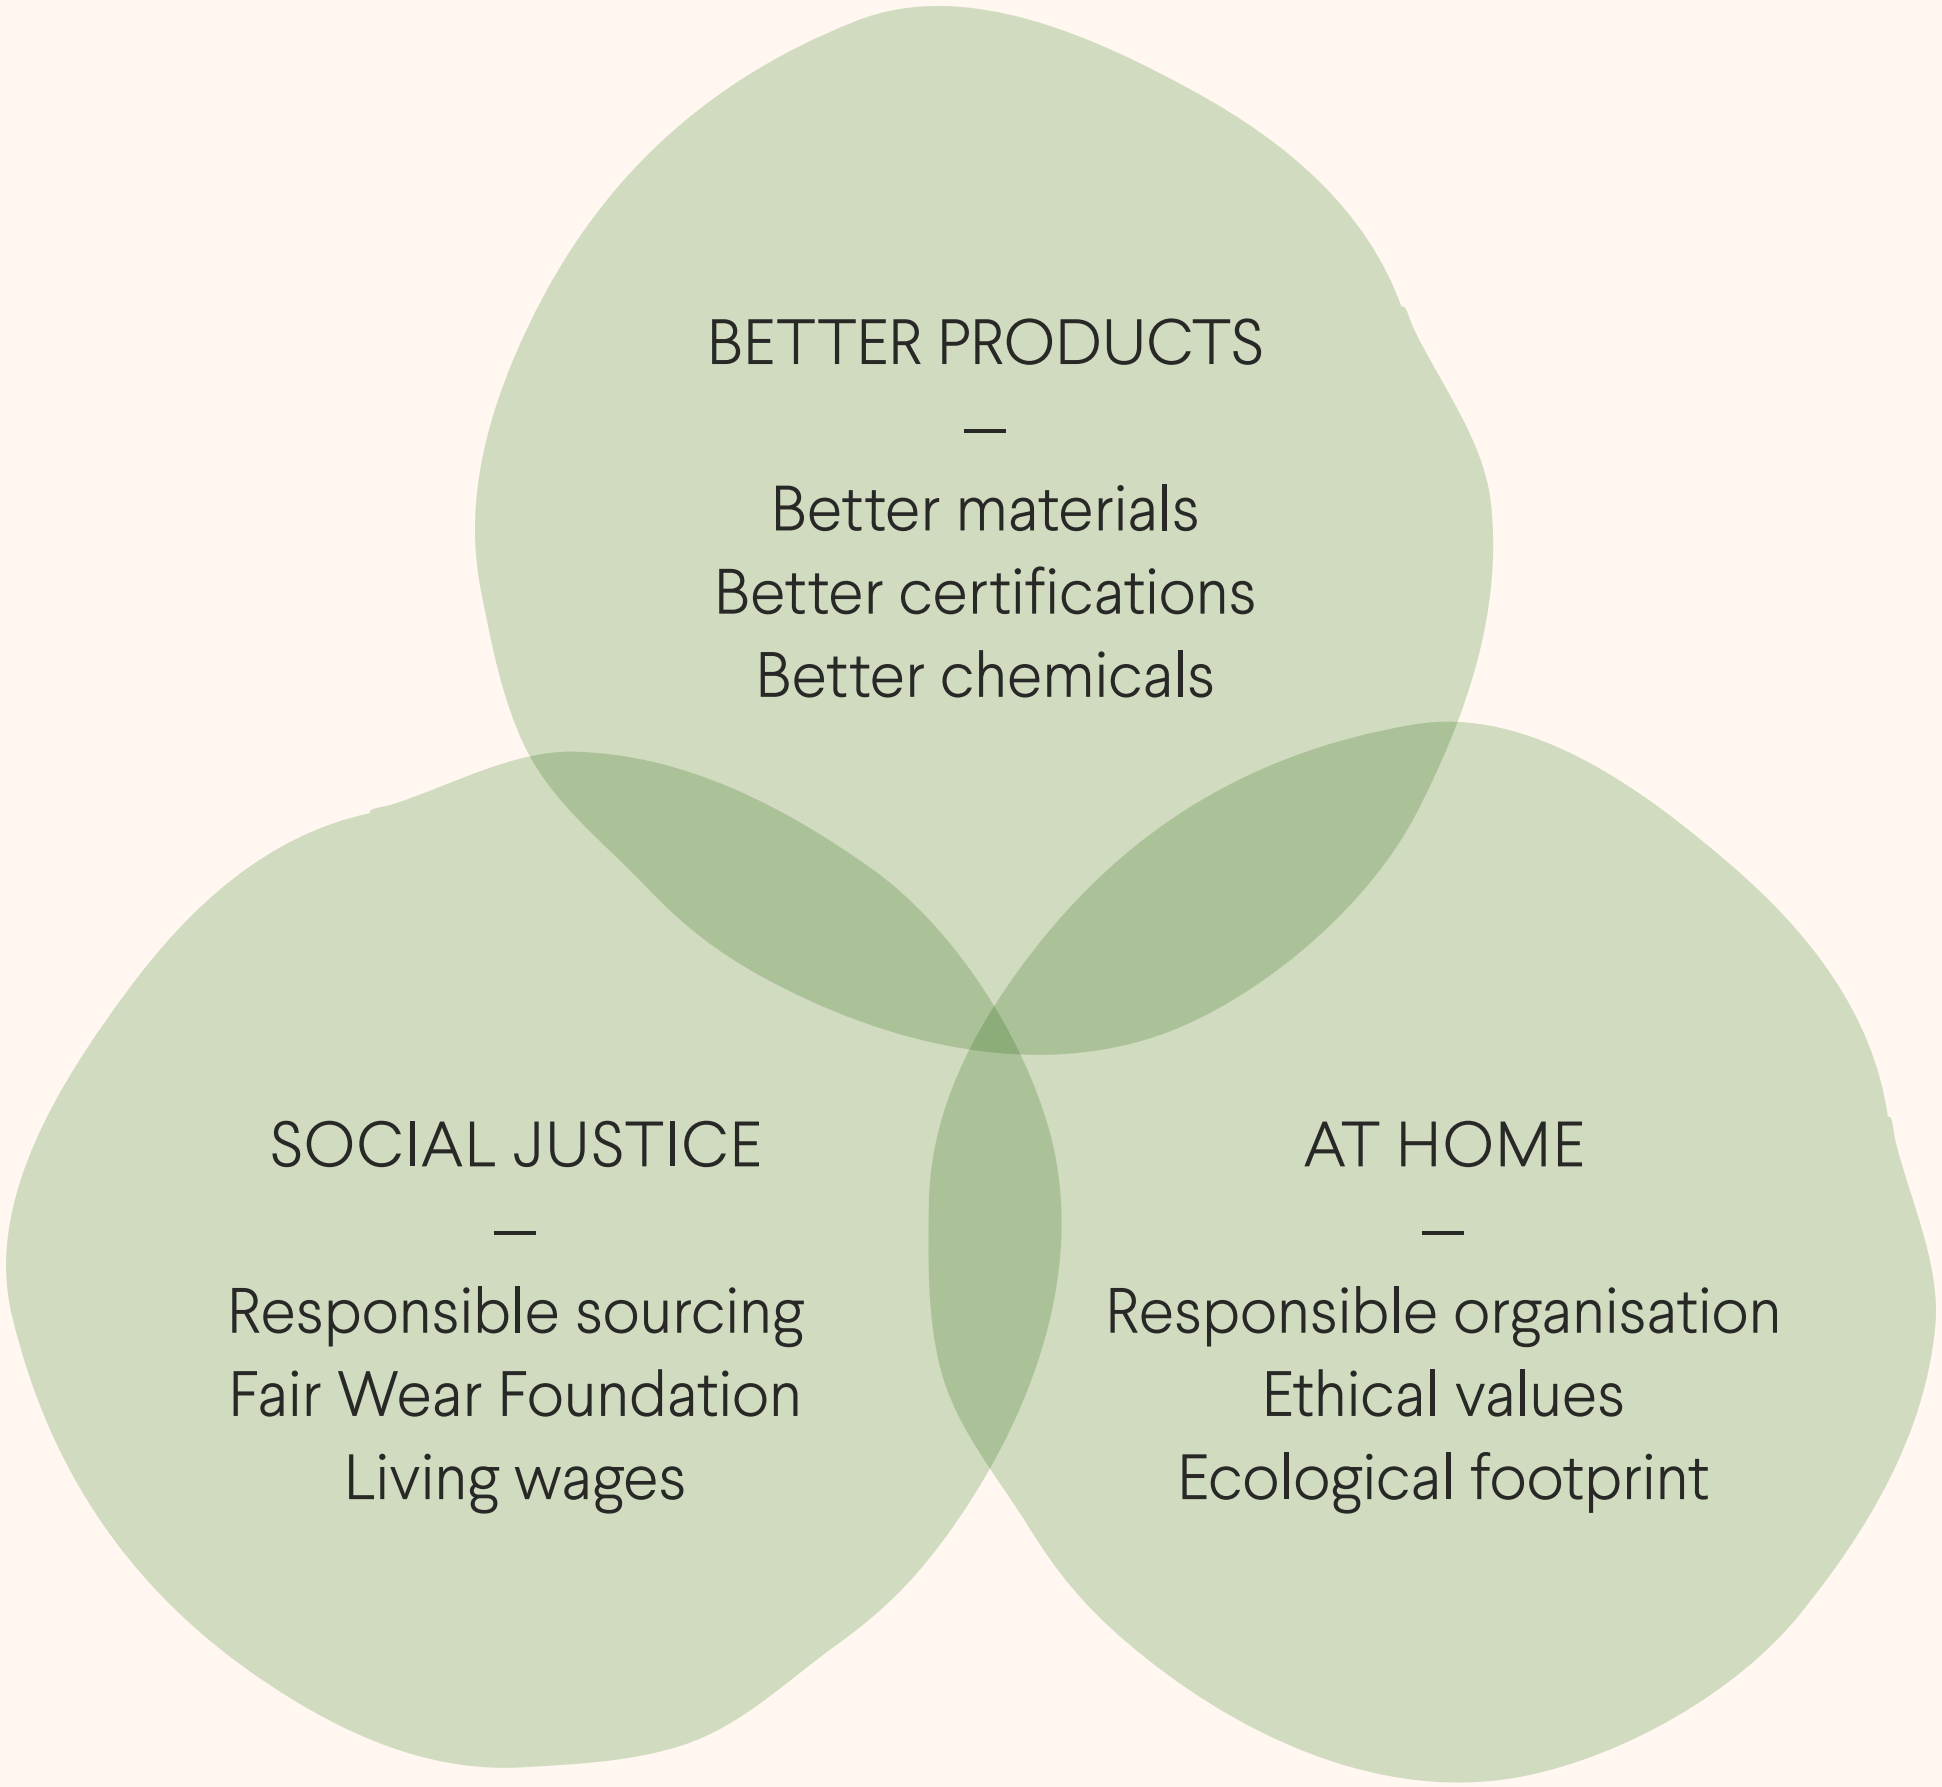 BETTER PRODUCTS
—
Better materials
Better certifications
Better chemicals
SOCIAL JUSTICE
—
Responsible sourcing
Fair Wear Foundation
Living wages
AT HOME
—
Responsible organisation
Ethical values
Ecological footprint